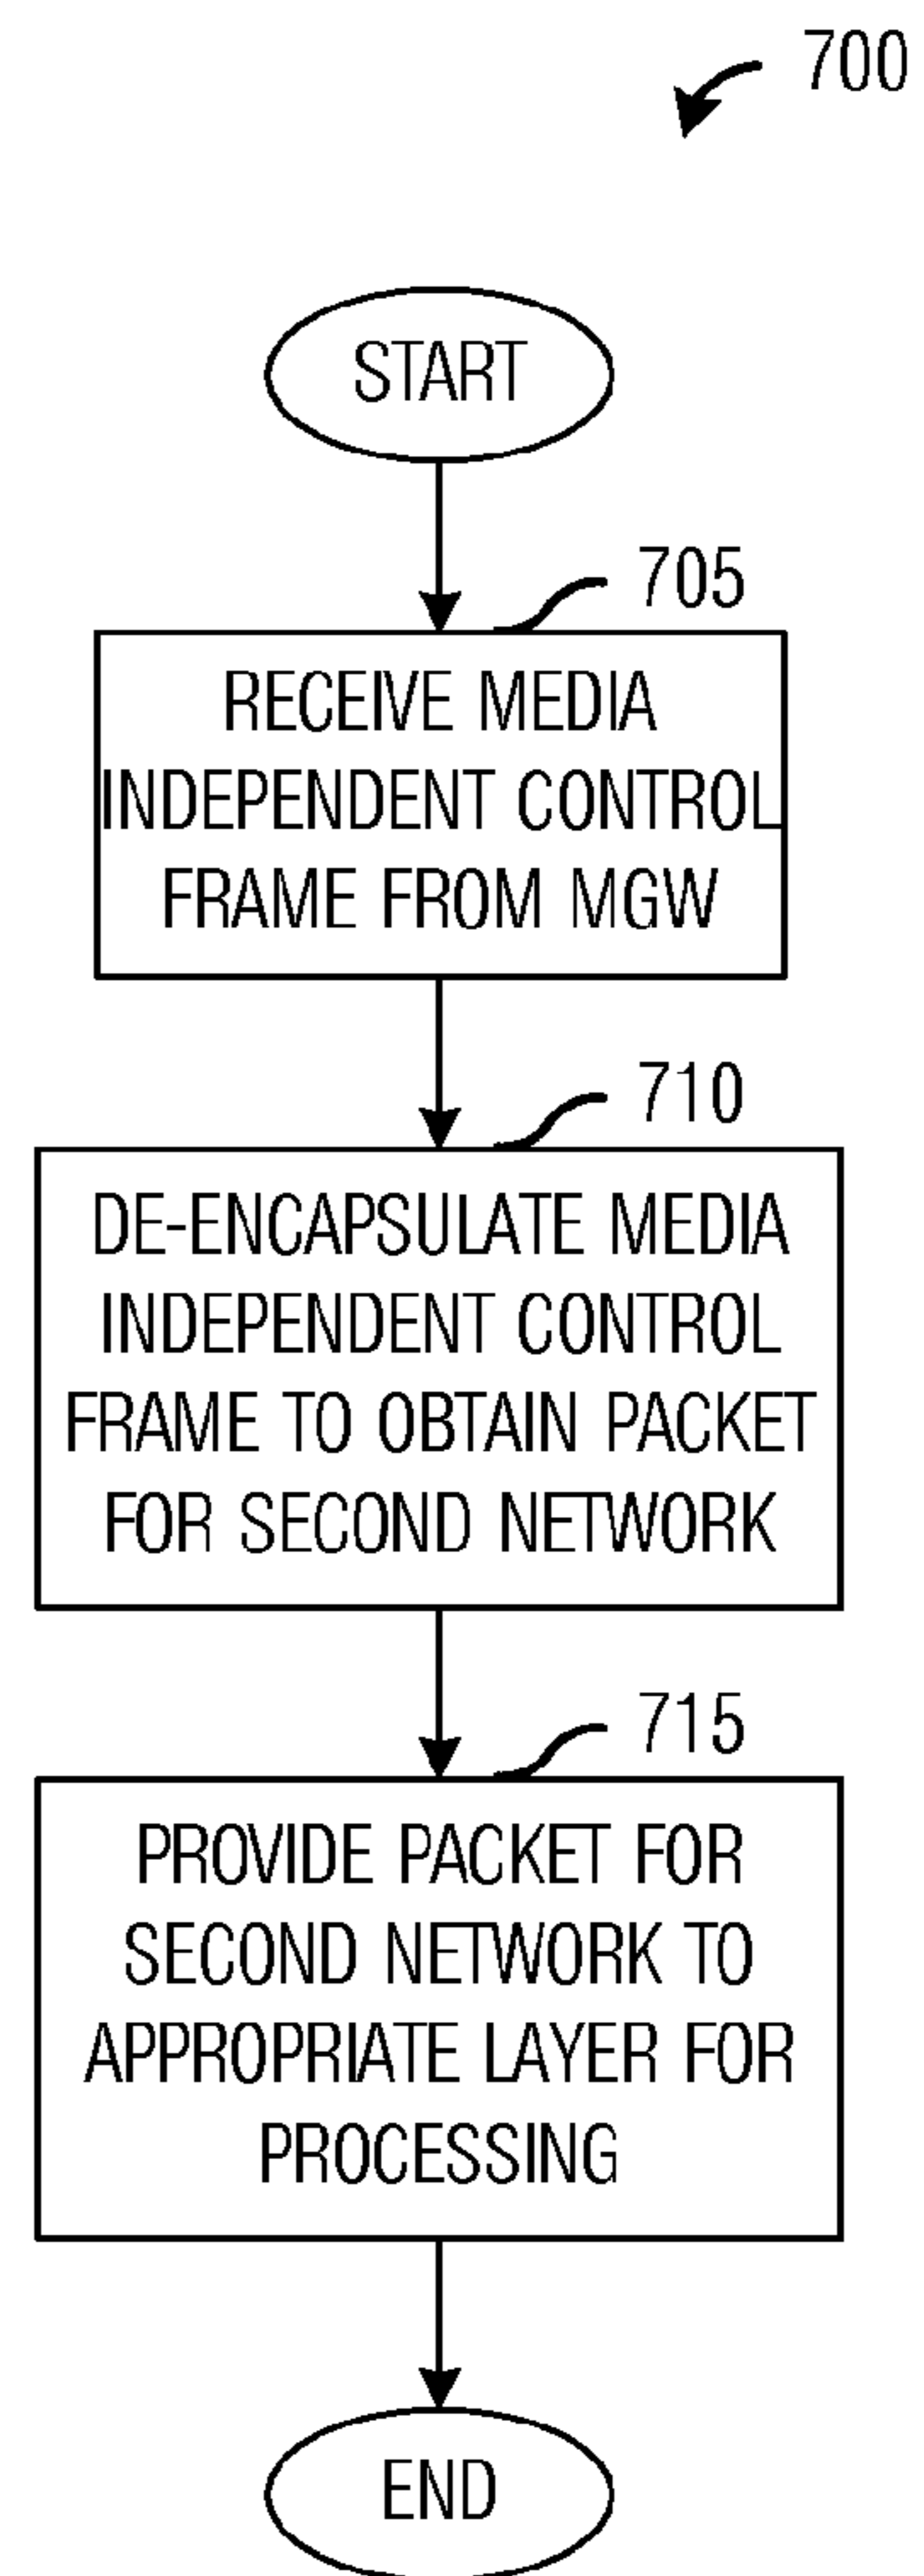 700
START
705
RECEIVE MEDIA
INDEPENDENT CONTROL
FRAME FROM MGW
710
DE-ENCAPSULATE MEDIA
INDEPENDENT CONTROL
FRAME TO OBTAIN PACKET
FOR SECOND NETWORK
715
PROVIDE PACKET FOR
SECOND NETWORK TO
APPROPRIATE LAYER FOR
PROCESSING
END